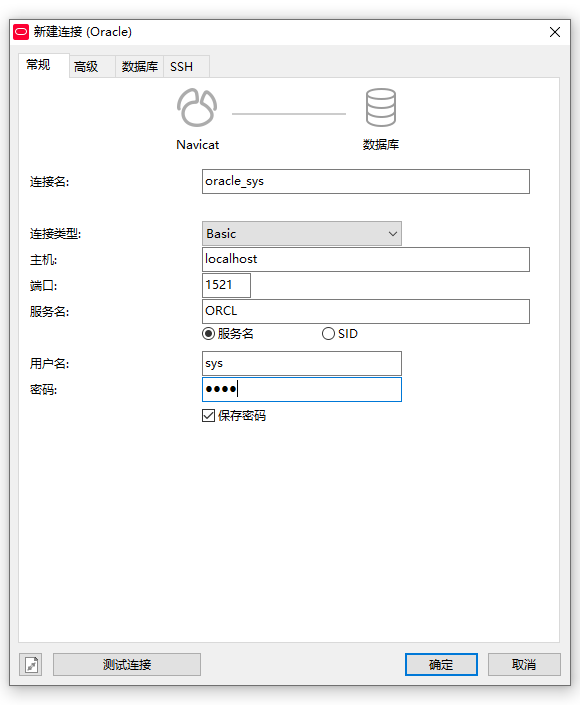 新建连接 (Oracle)
常规 高级 数据库 SSH
Navicat 数据库
连接名: oracle_sys
连接类型: Basic
主机: localhost
端口: 1521
服务名: ORCL
服务名 SID
用户名: sys
密码: ●●●●
保存密码
测试连接 确定 取消